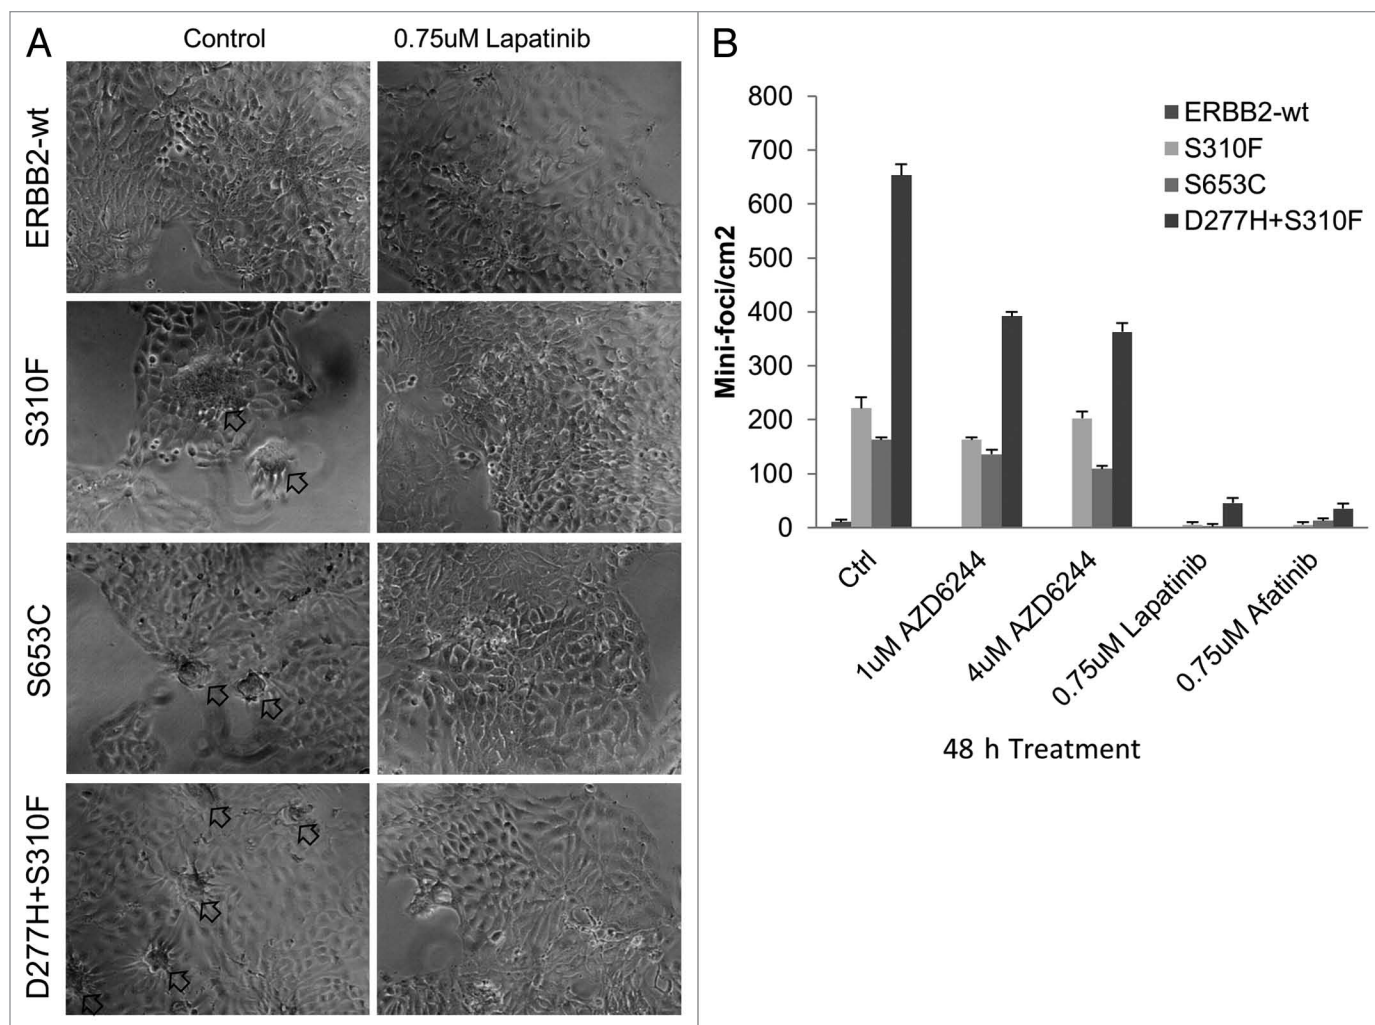 A
Control
0.75uM Lapatinib
ERBB2-wt
S310F
S653C
D277H+S310F
B
800
700
600
500
400
300
200
100
0
Mini-foci/cm2
ERBB2-wt
S310F
S653C
D277H+S310F
Ctrl
1uM AZD6244
4uM AZD6244
0.75uM Lapatinib
0.75uM Afatinib
48 h Treatment